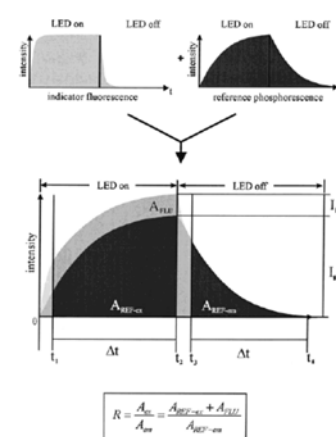 LED on LED off
LED on LED off
intensity
t
indicator fluorescence
+
intensity
t
reference phosphorescence
LED on LED off
intensity
A_FLU
A_REF-ex A_REF-em
0
t₁ Δt t₂ t₃ Δt t₄
R = A_ex / A_em = (A_REF-ex + A_FLU) / A_REF-em